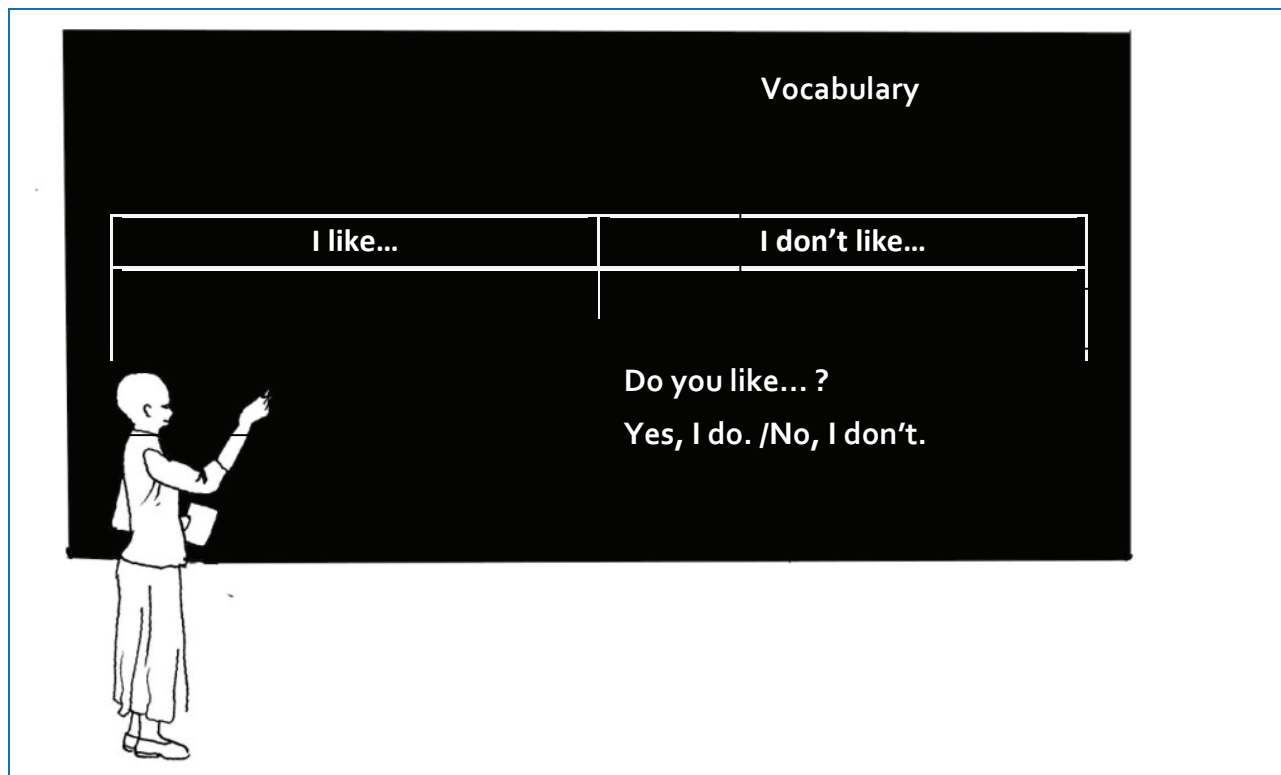 Vocabulary
I like… I don’t like…
Do you like… ?
Yes, I do. /No, I don’t.